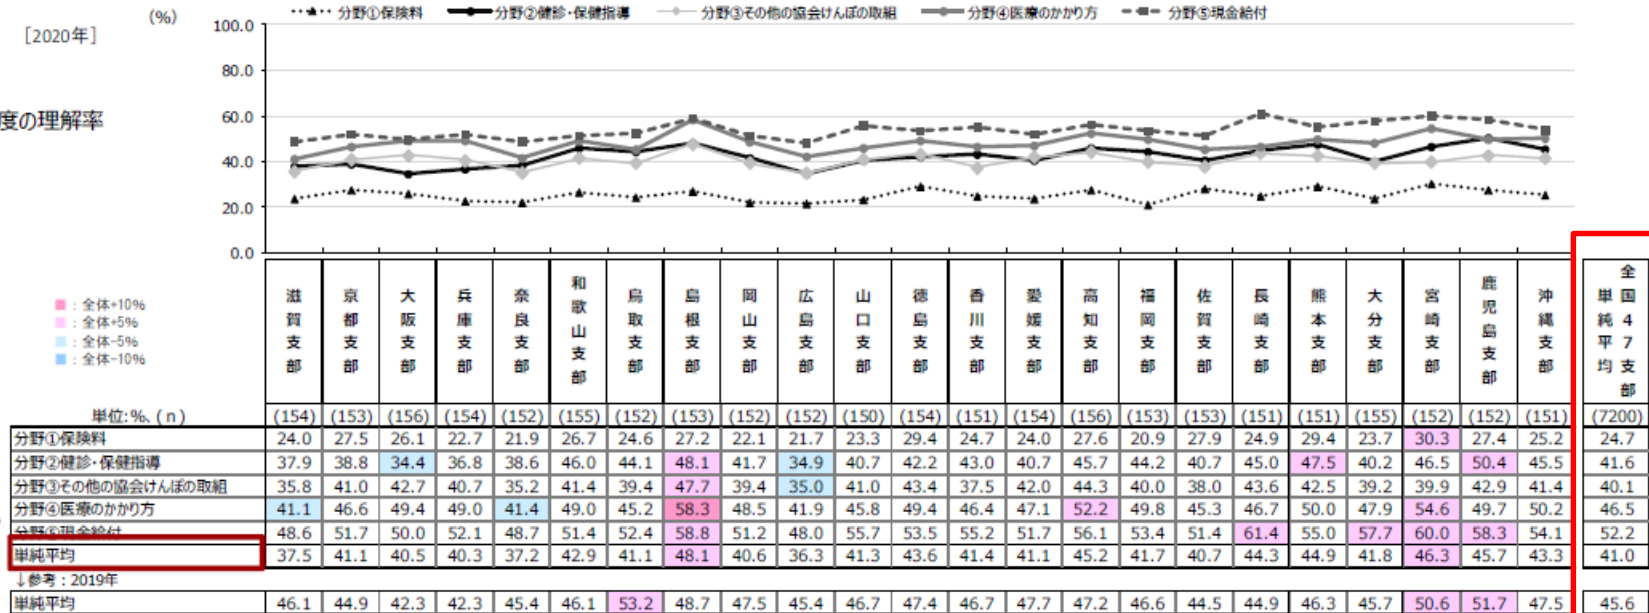 (%) 分野①保険料 分野②健診・保健指導 分野③その他の協会けんぽの取組 分野④医療のかかり方 分野⑤現金給付
[2020年] 100.0
80.0
度の理解率 60.0
40.0
20.0
0.0
：全体+10%
：全体+5%
：全体-5%
：全体-10%
滋賀支部 京都支部 大阪支部 兵庫支部 奈良支部 和歌山支部 鳥取支部 島根支部 岡山支部 広島支部 山口支部 徳島支部 香川支部 愛媛支部 高知支部 福岡支部 佐賀支部 長崎支部 熊本支部 大分支部 宮崎支部 鹿児島支部 沖縄支部 全国47支部単純平均
単位:%、( n ) (154) (153) (156) (154) (152) (155) (152) (153) (152) (152) (150) (154) (151) (154) (156) (153) (153) (151) (151) (155) (152) (152) (151) (7200)
分野①保険料 24.0 27.5 26.1 22.7 21.9 26.7 24.6 27.2 22.1 21.7 23.3 29.4 24.7 24.0 27.6 20.9 27.9 24.9 29.4 23.7 30.3 27.4 25.2 24.7
分野②健診・保健指導 37.9 38.8 34.4 36.8 38.6 46.0 44.1 48.1 41.7 34.9 40.7 42.2 43.0 40.7 45.7 44.2 40.7 45.0 47.5 40.2 46.5 50.4 45.5 41.6
分野③その他の協会けんぽの取組 35.8 41.0 42.7 40.7 35.2 41.4 39.4 47.7 39.4 35.0 41.0 43.4 37.5 42.0 44.3 40.0 38.0 43.6 42.5 39.2 39.9 42.9 41.4 40.1
分野④医療のかかり方 41.1 46.6 49.4 49.0 41.4 49.0 45.2 58.3 48.5 41.9 45.8 49.4 46.4 47.1 52.2 49.8 45.3 46.7 50.0 47.9 54.6 49.7 50.2 46.5
分野⑤現金給付 48.6 51.7 50.0 52.1 48.7 51.4 52.4 58.8 51.2 48.0 55.7 53.5 55.2 51.7 56.1 53.4 51.4 61.4 55.0 57.7 60.0 58.3 54.1 52.2
単純平均 37.5 41.1 40.5 40.3 37.2 42.9 41.1 48.1 40.6 36.3 41.3 43.6 41.4 41.1 45.2 41.7 40.7 44.3 44.9 41.8 46.3 45.7 43.3 41.0
↓参考：2019年
単純平均 46.1 44.9 42.3 42.3 45.4 46.1 53.2 48.7 47.5 45.4 46.7 47.4 46.7 47.7 47.2 46.6 44.5 44.9 46.3 45.7 50.6 51.7 47.5 45.6